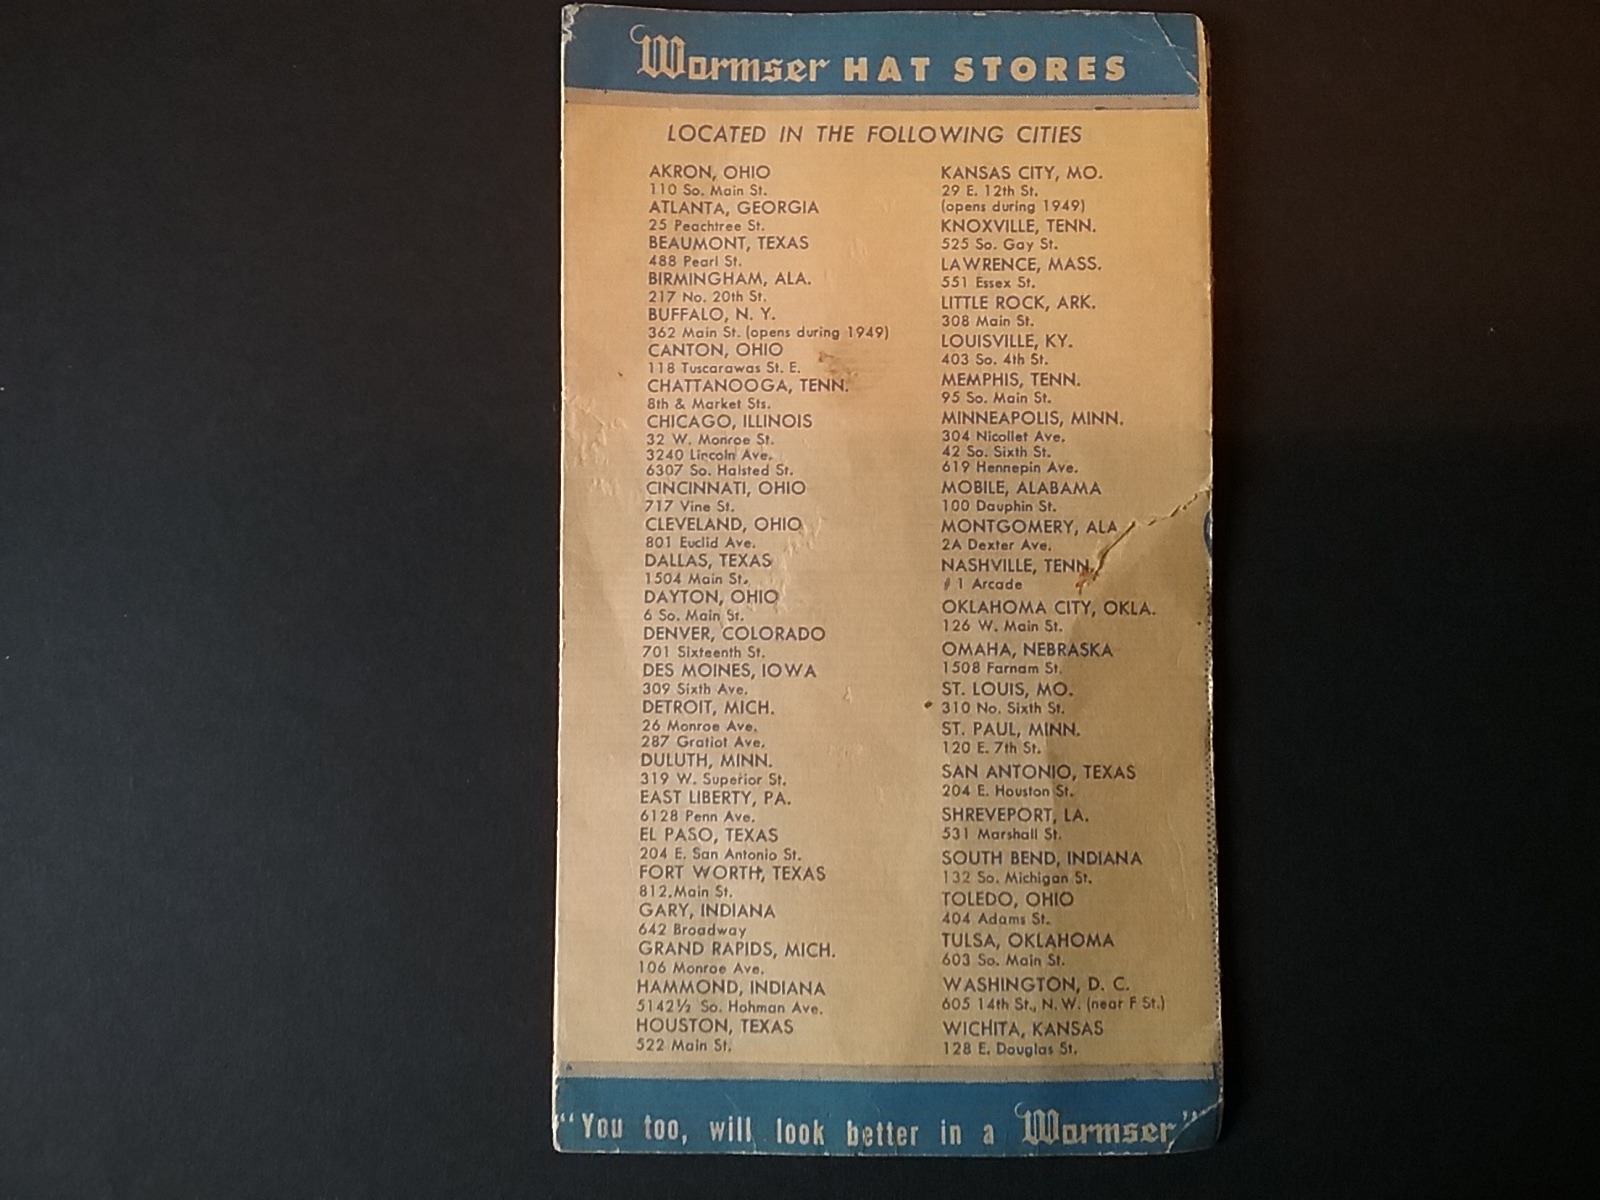 Wormser HAT STORES
LOCATED IN THE FOLLOWING CITIES
AKRON, OHIO
110 So. Main St.
ATLANTA, GEORGIA
25 Peachtree St.
BEAUMONT, TEXAS
488 Pearl St.
BIRMINGHAM, ALA.
217 No. 20th St.
BUFFALO, N. Y.
362 Main St. (opens during 1949)
CANTON, OHIO
118 Tuscarawas St. E.
CHATTANOOGA, TENN.
8th & Market Sts.
CHICAGO, ILLINOIS
32 W. Monroe St.
3240 Lincoln Ave.
6307 So. Halsted St.
CINCINNATI, OHIO
717 Vine St.
CLEVELAND, OHIO
801 Euclid Ave.
DALLAS, TEXAS
1504 Main St.
DAYTON, OHIO
6 So. Main St.
DENVER, COLORADO
701 Sixteenth St.
DES MOINES, IOWA
309 Sixth Ave.
DETROIT, MICH.
26 Monroe Ave.
287 Gratiot Ave.
DULUTH, MINN.
319 W. Superior St.
EAST LIBERTY, PA.
6128 Penn Ave.
EL PASO, TEXAS
204 E. San Antonio St.
FORT WORTH, TEXAS
812 Main St.
GARY, INDIANA
642 Broadway
GRAND RAPIDS, MICH.
106 Monroe Ave.
HAMMOND, INDIANA
5142½ So. Hohman Ave.
HOUSTON, TEXAS
522 Main St.
KANSAS CITY, MO.
29 E. 12th St.
(opens during 1949)
KNOXVILLE, TENN.
525 So. Gay St.
LAWRENCE, MASS.
551 Essex St.
LITTLE ROCK, ARK.
308 Main St.
LOUISVILLE, KY.
403 So. 4th St.
MEMPHIS, TENN.
95 So. Main St.
MINNEAPOLIS, MINN.
304 Nicollet Ave.
42 So. Sixth St.
619 Hennepin Ave.
MOBILE, ALABAMA
100 Dauphin St.
MONTGOMERY, ALA
2A Dexter Ave.
NASHVILLE, TENN.
#1 Arcade
OKLAHOMA CITY, OKLA.
126 W. Main St.
OMAHA, NEBRASKA
1508 Farnam St.
ST. LOUIS, MO.
310 No. Sixth St.
ST. PAUL, MINN.
120 E. 7th St.
SAN ANTONIO, TEXAS
204 E. Houston St.
SHREVEPORT, LA.
531 Marshall St.
SOUTH BEND, INDIANA
132 So. Michigan St.
TOLEDO, OHIO
404 Adams St.
TULSA, OKLAHOMA
603 So. Main St.
WASHINGTON, D. C.
605 14th St., N. W. (near F St.)
WICHITA, KANSAS
128 E. Douglas St.
"You too, will look better in a Wormser"